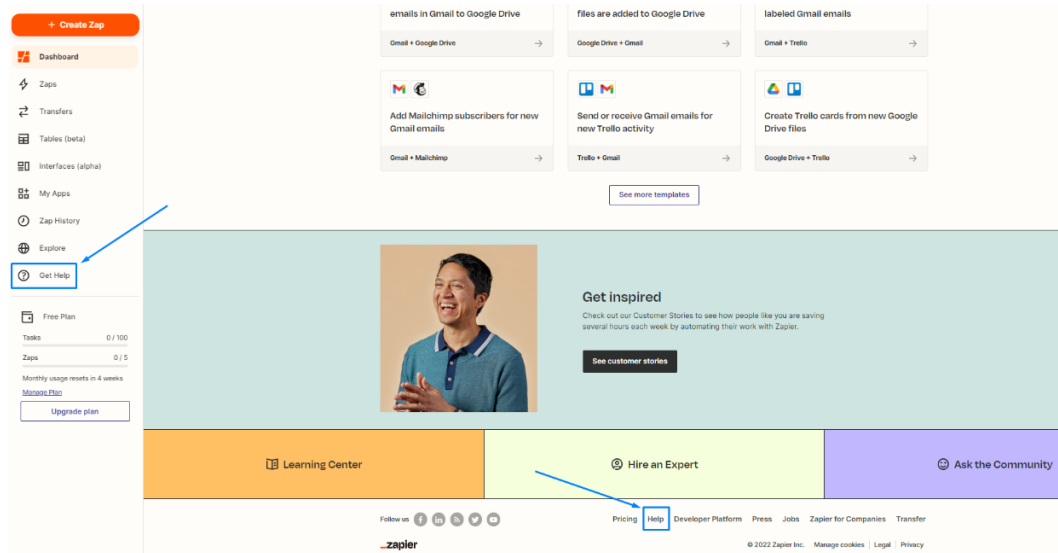 + Create Zap
Dashboard
Zaps
Transfers
Tables (beta)
Interfaces (alpha)
My Apps
Zap History
Explore
Get Help
Free Plan
Tasks 0 / 100
Zaps 0 / 5
Monthly usage resets in 4 weeks
Manage Plan
Upgrade plan
emails in Gmail to Google Drive
Gmail + Google Drive
files are added to Google Drive
Google Drive + Gmail
labeled Gmail emails
Gmail + Trello
Add Mailchimp subscribers for new
Gmail emails
Gmail + Mailchimp
Send or receive Gmail emails for
new Trello activity
Trello + Gmail
Create Trello cards from new Google
Drive files
Google Drive + Trello
See more templates
Get inspired
Check out our Customer Stories to see how people like you are saving
several hours each week by automating their work with Zapier.
See customer stories
Learning Center
Hire an Expert
Ask the Community
Follow us
Pricing Help Developer Platform Press Jobs Zapier for Companies Transfer
_zapier
© 2022 Zapier Inc. Manage cookies | Legal | Privacy